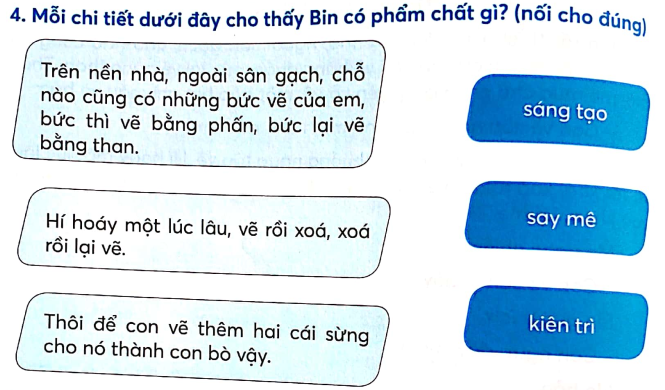 4. Mỗi chi tiết dưới đây cho thấy Bin có phẩm chất gì? (nối cho đúng)
Trên nền nhà, ngoài sân gạch, chỗ
nào cũng có những bức vẽ của em,
bức thì vẽ bằng phấn, bức lại vẽ
bằng than.
sáng tạo
Hí hoáy một lúc lâu, vẽ rồi xoá, xoá
rồi lại vẽ.
say mê
Thôi để con vẽ thêm hai cái sừng
cho nó thành con bò vậy.
kiên trì